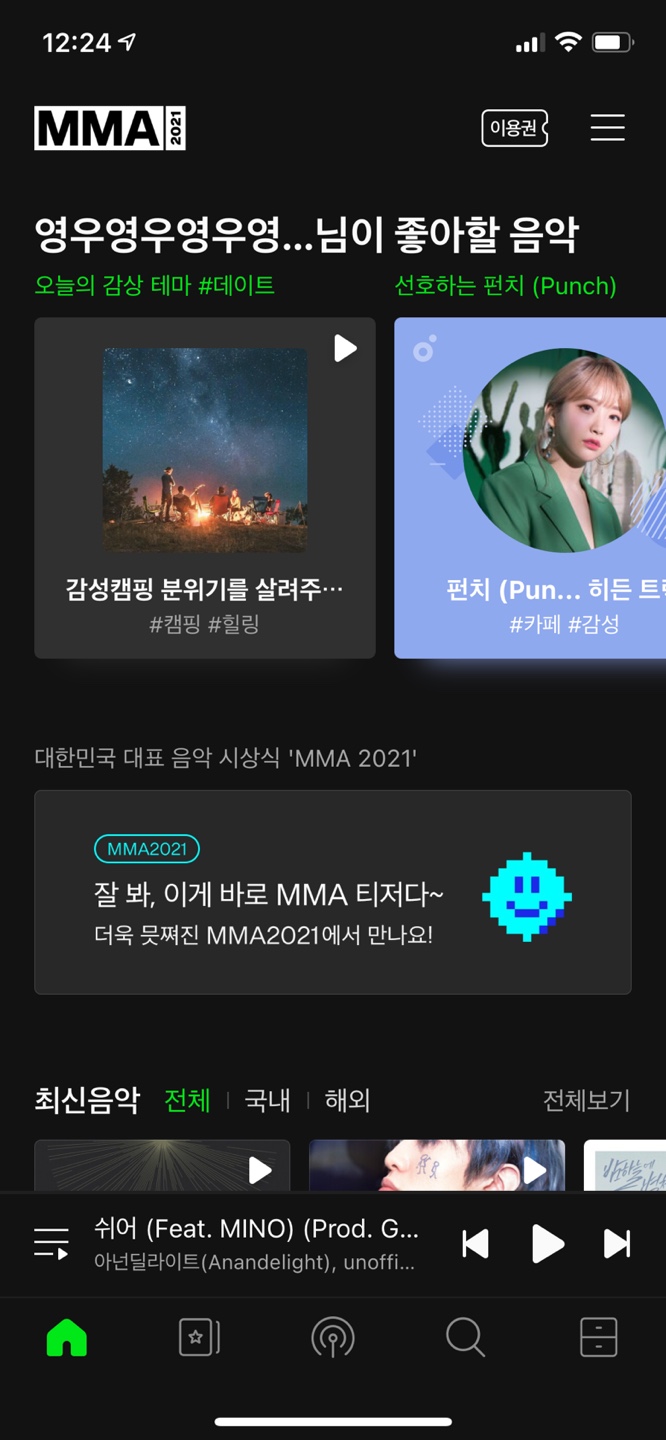 12:24
MMA 2021
이용권
영우영우영우영...님이 좋아할 음악
오늘의 감상 테마 #데이트
선호하는 펀치 (Punch)
감성캠핑 분위기를 살려주…
#캠핑 #힐링
펀치 (Pun... 히든
#카페 #감성
대한민국 대표 음악 시상식 'MMA 2021'
MMA2021
잘 봐, 이게 바로 MMA 티저다~
더욱 믓쪄진 MMA2021에서 만나요!
최신음악 전체 국내 해외 전체보기
쉬어 (Feat. MINO) (Prod. G...
아넌딜라이트(Anandelight), unoffi...